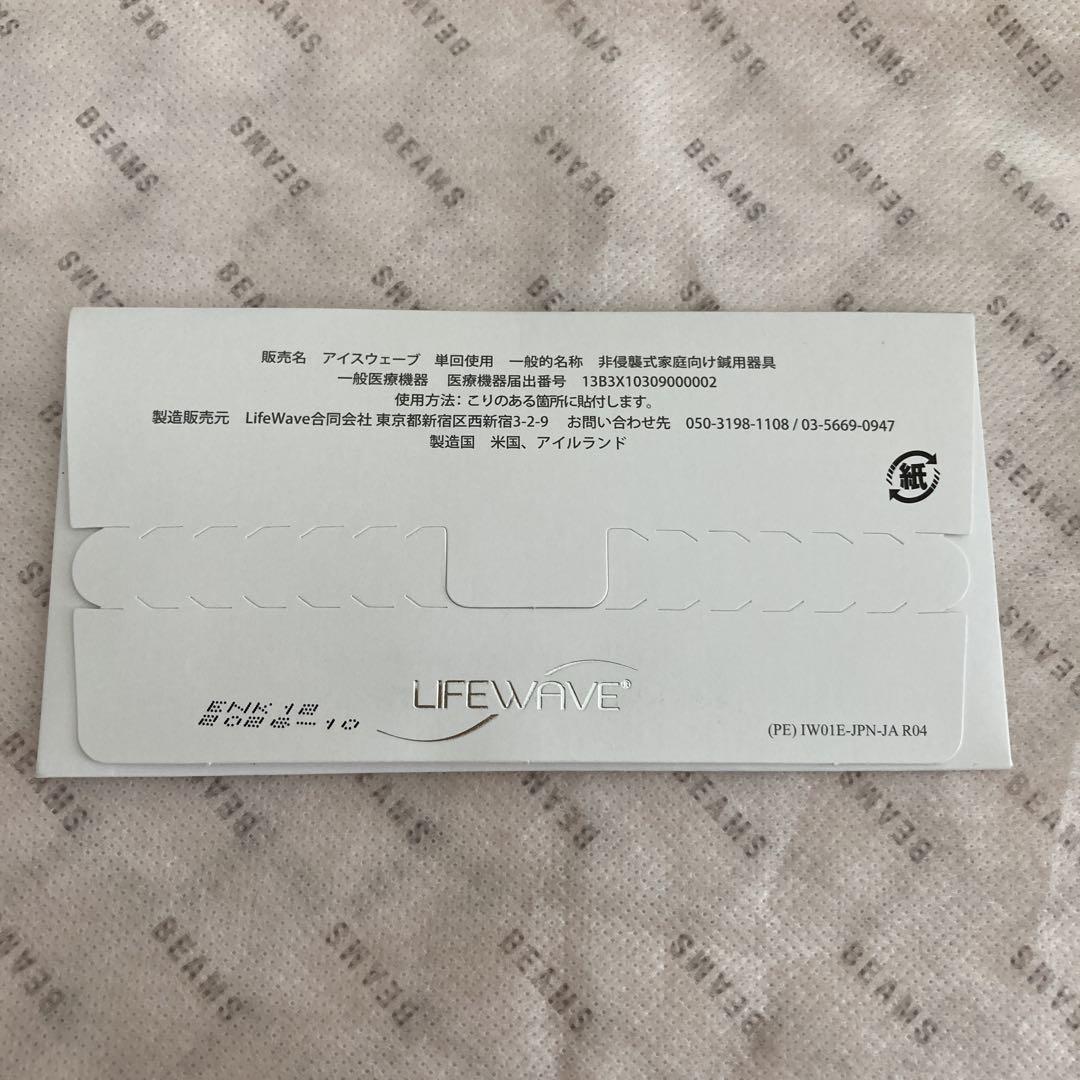 販売名 アイスウェーブ 単回使用 一般的名称 非侵襲式家庭向け鍼用器具
一般医療機器 医療機器届出番号 13B3X10309000002
使用方法：こりのある箇所に貼付します。
製造販売元 LifeWave合同会社 東京都新宿区西新宿3-2-9 お問い合わせ先 050-3198-1108 / 03-5669-0947
製造国 米国、アイルランド
紙
LIFEWAVE®
2024-10
(PE) IW01E-JPN-JA R04
BEAMS